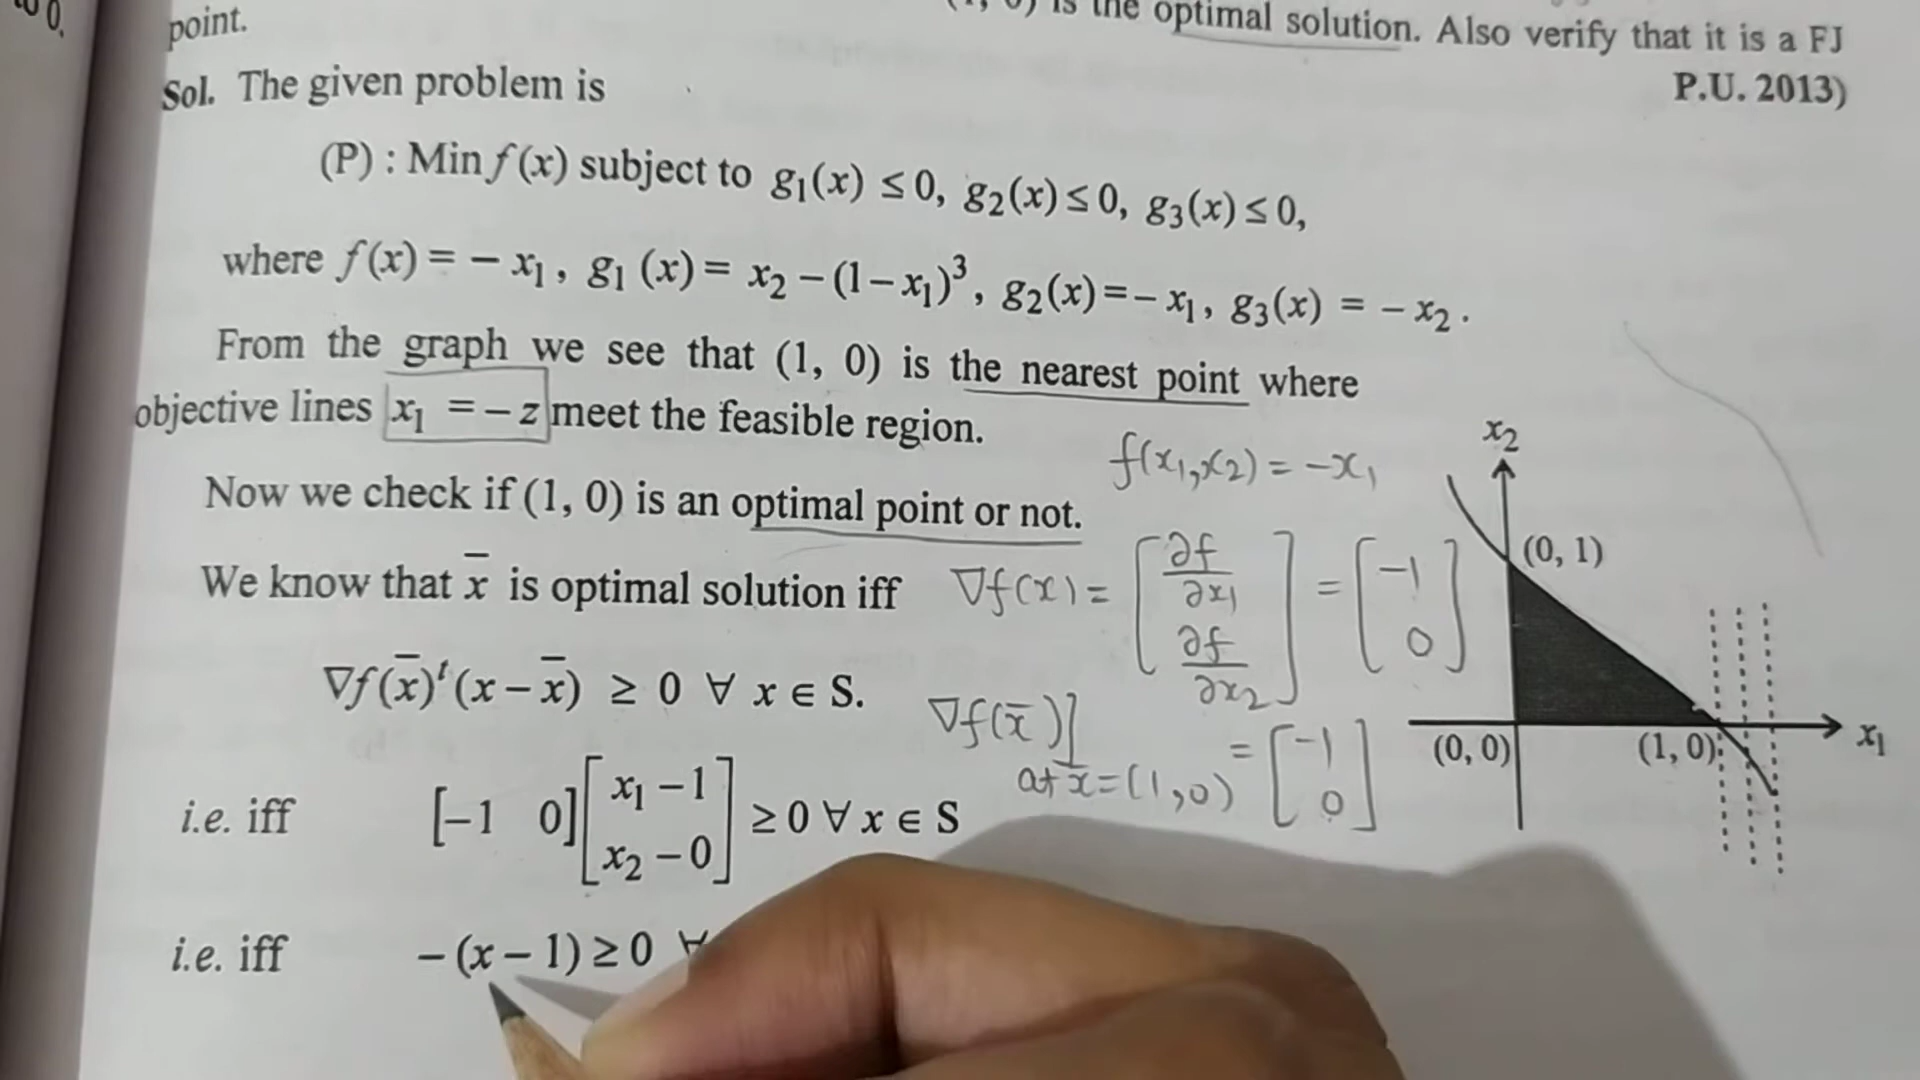 0.
point.
is the optimal solution. Also verify that it is a FJ
P.U. 2013)
Sol. The given problem is
(P) : Min f (x) subject to g₁(x) ≤ 0, g₂(x) ≤ 0, g₃(x) ≤ 0,
where f(x) = − x₁ , g₁ (x) = x₂ − (1 − x₁)³ , g₂(x) = − x₁ , g₃(x) = − x₂ .
From the graph we see that (1, 0) is the nearest point where
objective lines x₁ = − z meet the feasible region.
f(x₁,x₂) = −x₁
Now we check if (1, 0) is an optimal point or not.
We know that x̄ is optimal solution iff
∇f(x) = [∂f/∂x₁ ∂f/∂x₂] = [−1 0]
∇f(x̄)ᵗ(x − x̄) ≥ 0 ∀ x ∈ S.
∇f(x̄)] at x̄=(1,0) = [−1 0]
i.e. iff [−1 0] [x₁ − 1 x₂ − 0] ≥ 0 ∀ x ∈ S
i.e. iff − (x − 1) ≥ 0 ∀
x₂
(0, 1)
(0, 0)
(1, 0)
x₁